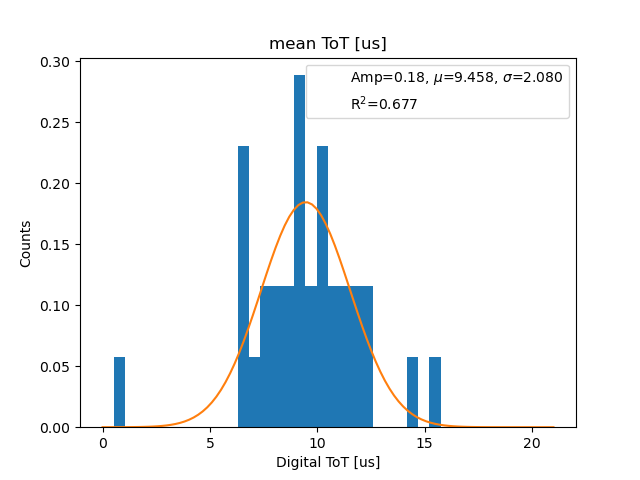 mean ToT [us]
Amp=0.18, μ=9.458, σ=2.080
R²=0.677
0.30
0.25
0.20
0.15
0.10
0.05
0.00
Counts
0 5 10 15 20
Digital ToT [us]